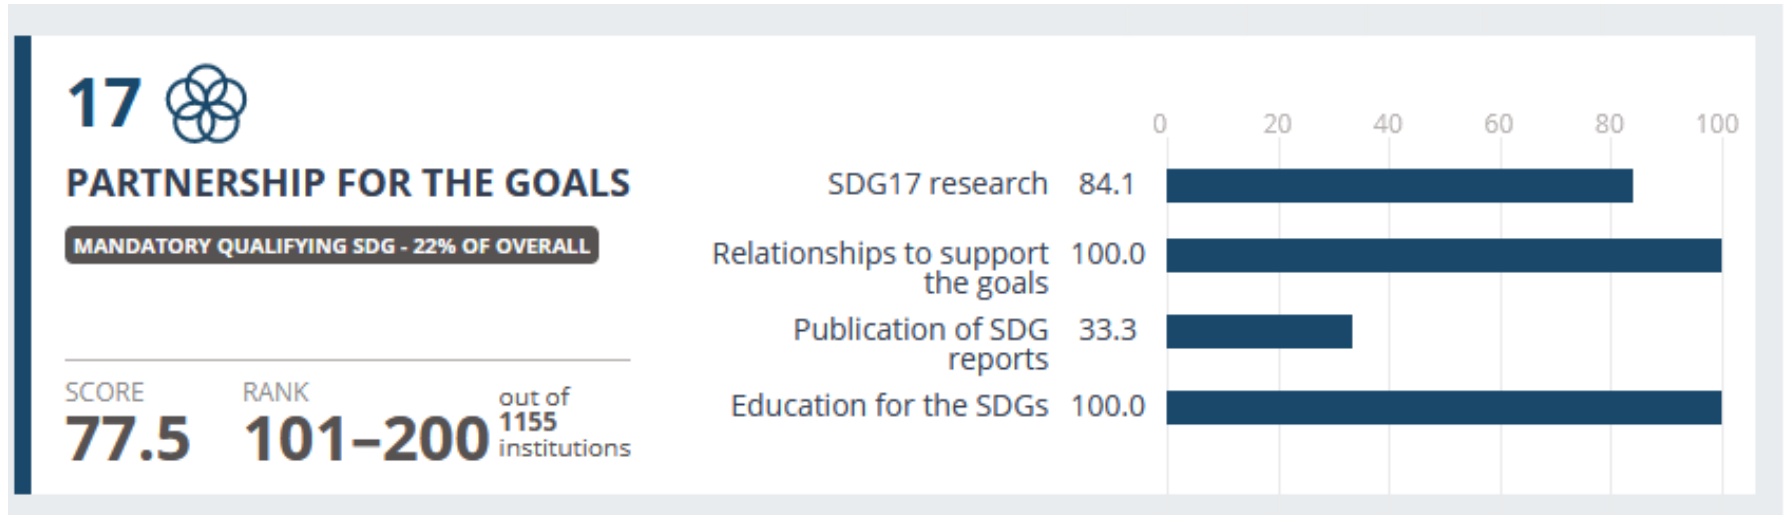 17
PARTNERSHIP FOR THE GOALS
MANDATORY QUALIFYING SDG - 22% OF OVERALL
SCORE
77.5
RANK
101–200
out of
1155
institutions
0 20 40 60 80 100
SDG17 research 84.1
Relationships to support 100.0
the goals
Publication of SDG 33.3
reports
Education for the SDGs 100.0